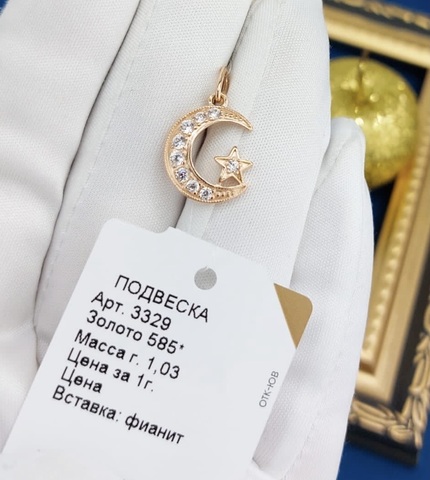 ПОДВЕСКА
Арт. 3329
Золото 585*
Масса г. 1,03
Цена за 1г.
Цена
Вставка: фианит
ОТК-ЮВ